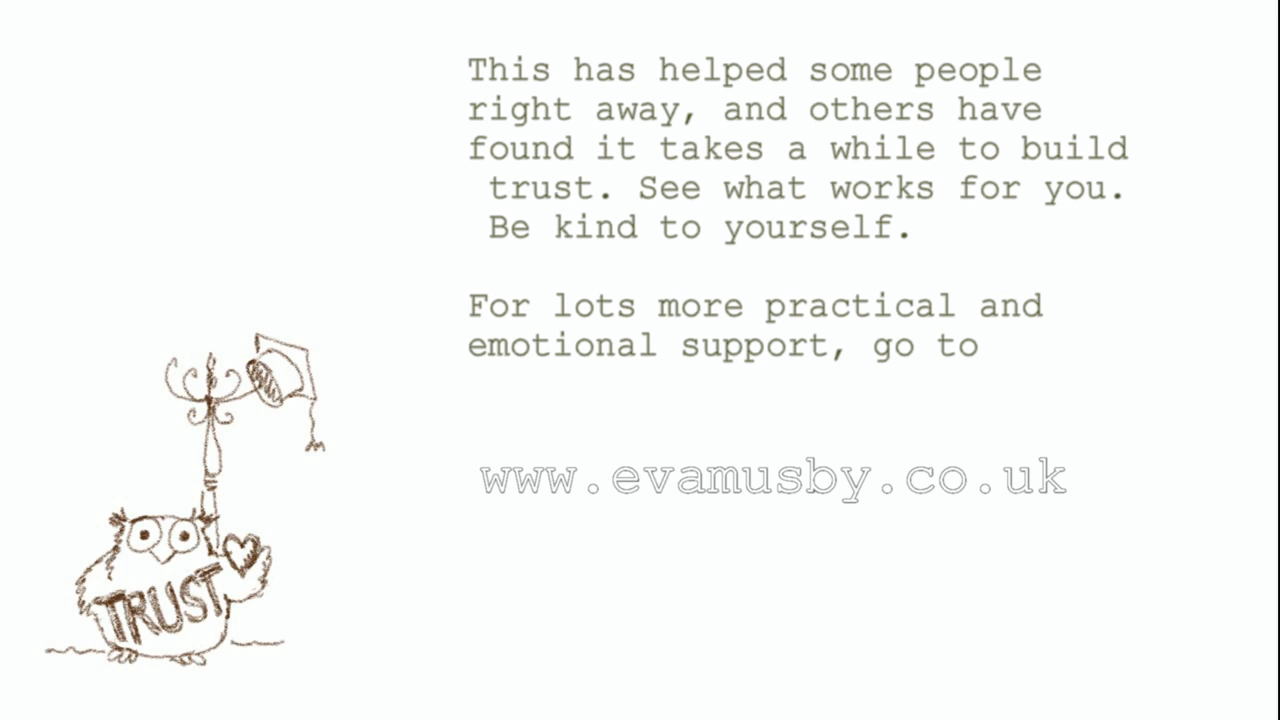 This has helped some people
right away, and others have
found it takes a while to build
trust. See what works for you.
Be kind to yourself.
For lots more practical and
emotional support, go to
www.evamusby.co.uk
TRUST